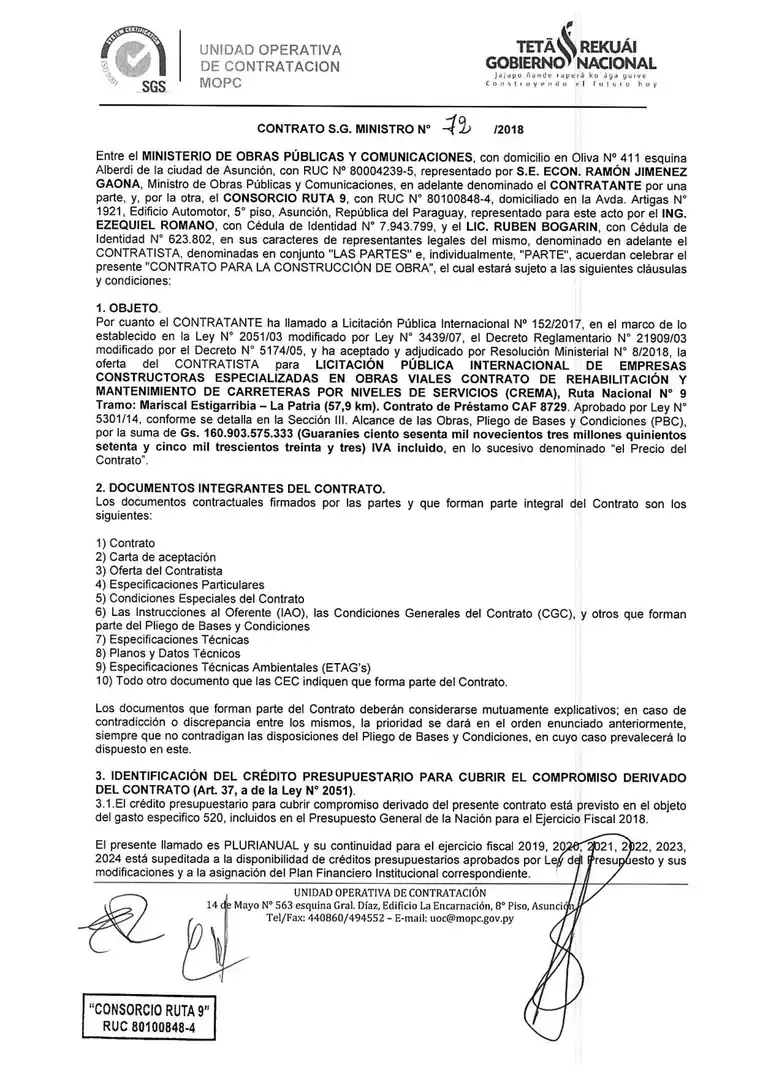 SYSTEM CERTIFICATION
ISO 9001
SGS
UNIDAD OPERATIVA
DE CONTRATACION
MOPC
TETÃ REKUÁI
GOBIERNO NACIONAL
Jajapo ñande raperã ko ága guive
Construyendo el futuro hoy
CONTRATO S.G. MINISTRO N° 72 /2018
Entre el MINISTERIO DE OBRAS PÚBLICAS Y COMUNICACIONES, con domicilio en Oliva Nº 411 esquina
Alberdi de la ciudad de Asunción, con RUC Nº 80004239-5, representado por S.E. ECON. RAMÓN JIMENEZ
GAONA, Ministro de Obras Públicas y Comunicaciones, en adelante denominado el CONTRATANTE por una
parte, y, por la otra, el CONSORCIO RUTA 9, con RUC N° 80100848-4, domiciliado en la Avda. Artigas N°
1921, Edificio Automotor, 5° piso, Asunción, República del Paraguay, representado para este acto por el ING.
EZEQUIEL ROMANO, con Cédula de Identidad N° 7.943.799, y el LIC. RUBEN BOGARIN, con Cédula de
Identidad N° 623.802, en sus caracteres de representantes legales del mismo, denominado en adelante el
CONTRATISTA, denominadas en conjunto "LAS PARTES" e, individualmente, "PARTE", acuerdan celebrar el
presente "CONTRATO PARA LA CONSTRUCCIÓN DE OBRA", el cual estará sujeto a las siguientes cláusulas
y condiciones:
1. OBJETO.
Por cuanto el CONTRATANTE ha llamado a Licitación Pública Internacional Nº 152/2017, en el marco de lo
establecido en la Ley N° 2051/03 modificado por Ley N° 3439/07, el Decreto Reglamentario N° 21909/03
modificado por el Decreto N° 5174/05, y ha aceptado y adjudicado por Resolución Ministerial N° 8/2018, la
oferta del CONTRATISTA para LICITACIÓN PÚBLICA INTERNACIONAL DE EMPRESAS
CONSTRUCTORAS ESPECIALIZADAS EN OBRAS VIALES CONTRATO DE REHABILITACIÓN Y
MANTENIMIENTO DE CARRETERAS POR NIVELES DE SERVICIOS (CREMA), Ruta Nacional N° 9
Tramo: Mariscal Estigarribia – La Patria (57,9 km). Contrato de Préstamo CAF 8729. Aprobado por Ley N°
5301/14, conforme se detalla en la Sección III. Alcance de las Obras, Pliego de Bases y Condiciones (PBC),
por la suma de Gs. 160.903.575.333 (Guaraníes ciento sesenta mil novecientos tres millones quinientos
setenta y cinco mil trescientos treinta y tres) IVA incluido, en lo sucesivo denominado "el Precio del
Contrato".
2. DOCUMENTOS INTEGRANTES DEL CONTRATO.
Los documentos contractuales firmados por las partes y que forman parte integral del Contrato son los
siguientes:
1) Contrato
2) Carta de aceptación
3) Oferta del Contratista
4) Especificaciones Particulares
5) Condiciones Especiales del Contrato
6) Las Instrucciones al Oferente (IAO), las Condiciones Generales del Contrato (CGC), y otros que forman
parte del Pliego de Bases y Condiciones
7) Especificaciones Técnicas
8) Planos y Datos Técnicos
9) Especificaciones Técnicas Ambientales (ETAG's)
10) Todo otro documento que las CEC indiquen que forma parte del Contrato.
Los documentos que forman parte del Contrato deberán considerarse mutuamente explicativos; en caso de
contradicción o discrepancia entre los mismos, la prioridad se dará en el orden enunciado anteriormente,
siempre que no contradigan las disposiciones del Pliego de Bases y Condiciones, en cuyo caso prevalecerá lo
dispuesto en este.
3. IDENTIFICACIÓN DEL CRÉDITO PRESUPUESTARIO PARA CUBRIR EL COMPROMISO DERIVADO
DEL CONTRATO (Art. 37, a de la Ley N° 2051).
3.1.El crédito presupuestario para cubrir compromiso derivado del presente contrato está previsto en el objeto
del gasto especifico 520, incluidos en el Presupuesto General de la Nación para el Ejercicio Fiscal 2018.
El presente llamado es PLURIANUAL y su continuidad para el ejercicio fiscal 2019, 2020, 2021, 2022, 2023,
2024 está supeditada a la disponibilidad de créditos presupuestarios aprobados por Ley del Presupuesto y sus
modificaciones y a la asignación del Plan Financiero Institucional correspondiente.
UNIDAD OPERATIVA DE CONTRATACIÓN
14 de Mayo N° 563 esquina Gral. Díaz, Edificio La Encarnación, 8° Piso, Asunción
Tel/Fax: 440860/494552 – E-mail: uoc@mopc.gov.py
"CONSORCIO RUTA 9"
RUC 80100848-4